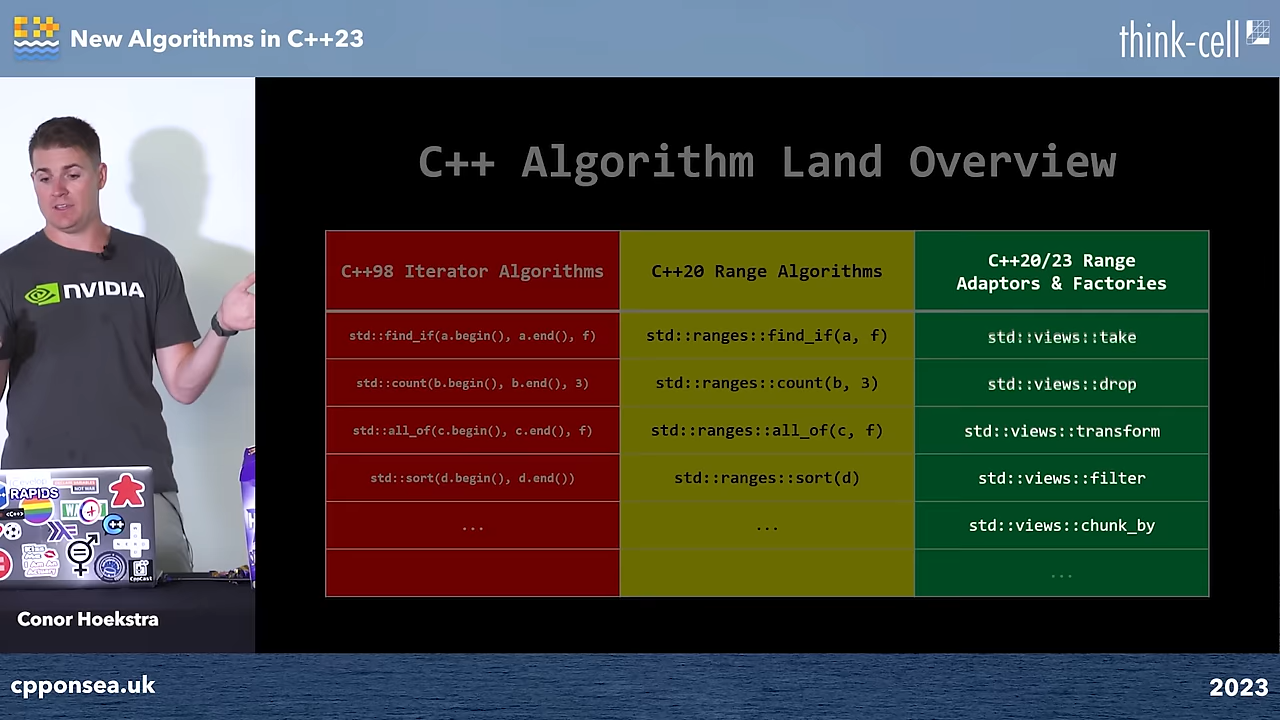 New Algorithms in C++23
think-cell
C++ Algorithm Land Overview
C++98 Iterator Algorithms
C++20 Range Algorithms
C++20/23 Range
Adaptors & Factories
std::find_if(a.begin(), a.end(), f)
std::ranges::find_if(a, f)
std::views::take
std::count(b.begin(), b.end(), 3)
std::ranges::count(b, 3)
std::views::drop
std::all_of(c.begin(), c.end(), f)
std::ranges::all_of(c, f)
std::views::transform
std::sort(d.begin(), d.end())
std::ranges::sort(d)
std::views::filter
...
...
std::views::chunk_by
...
NVIDIA
RAPIDS
CppCast
Conor Hoekstra
cpponsea.uk
2023